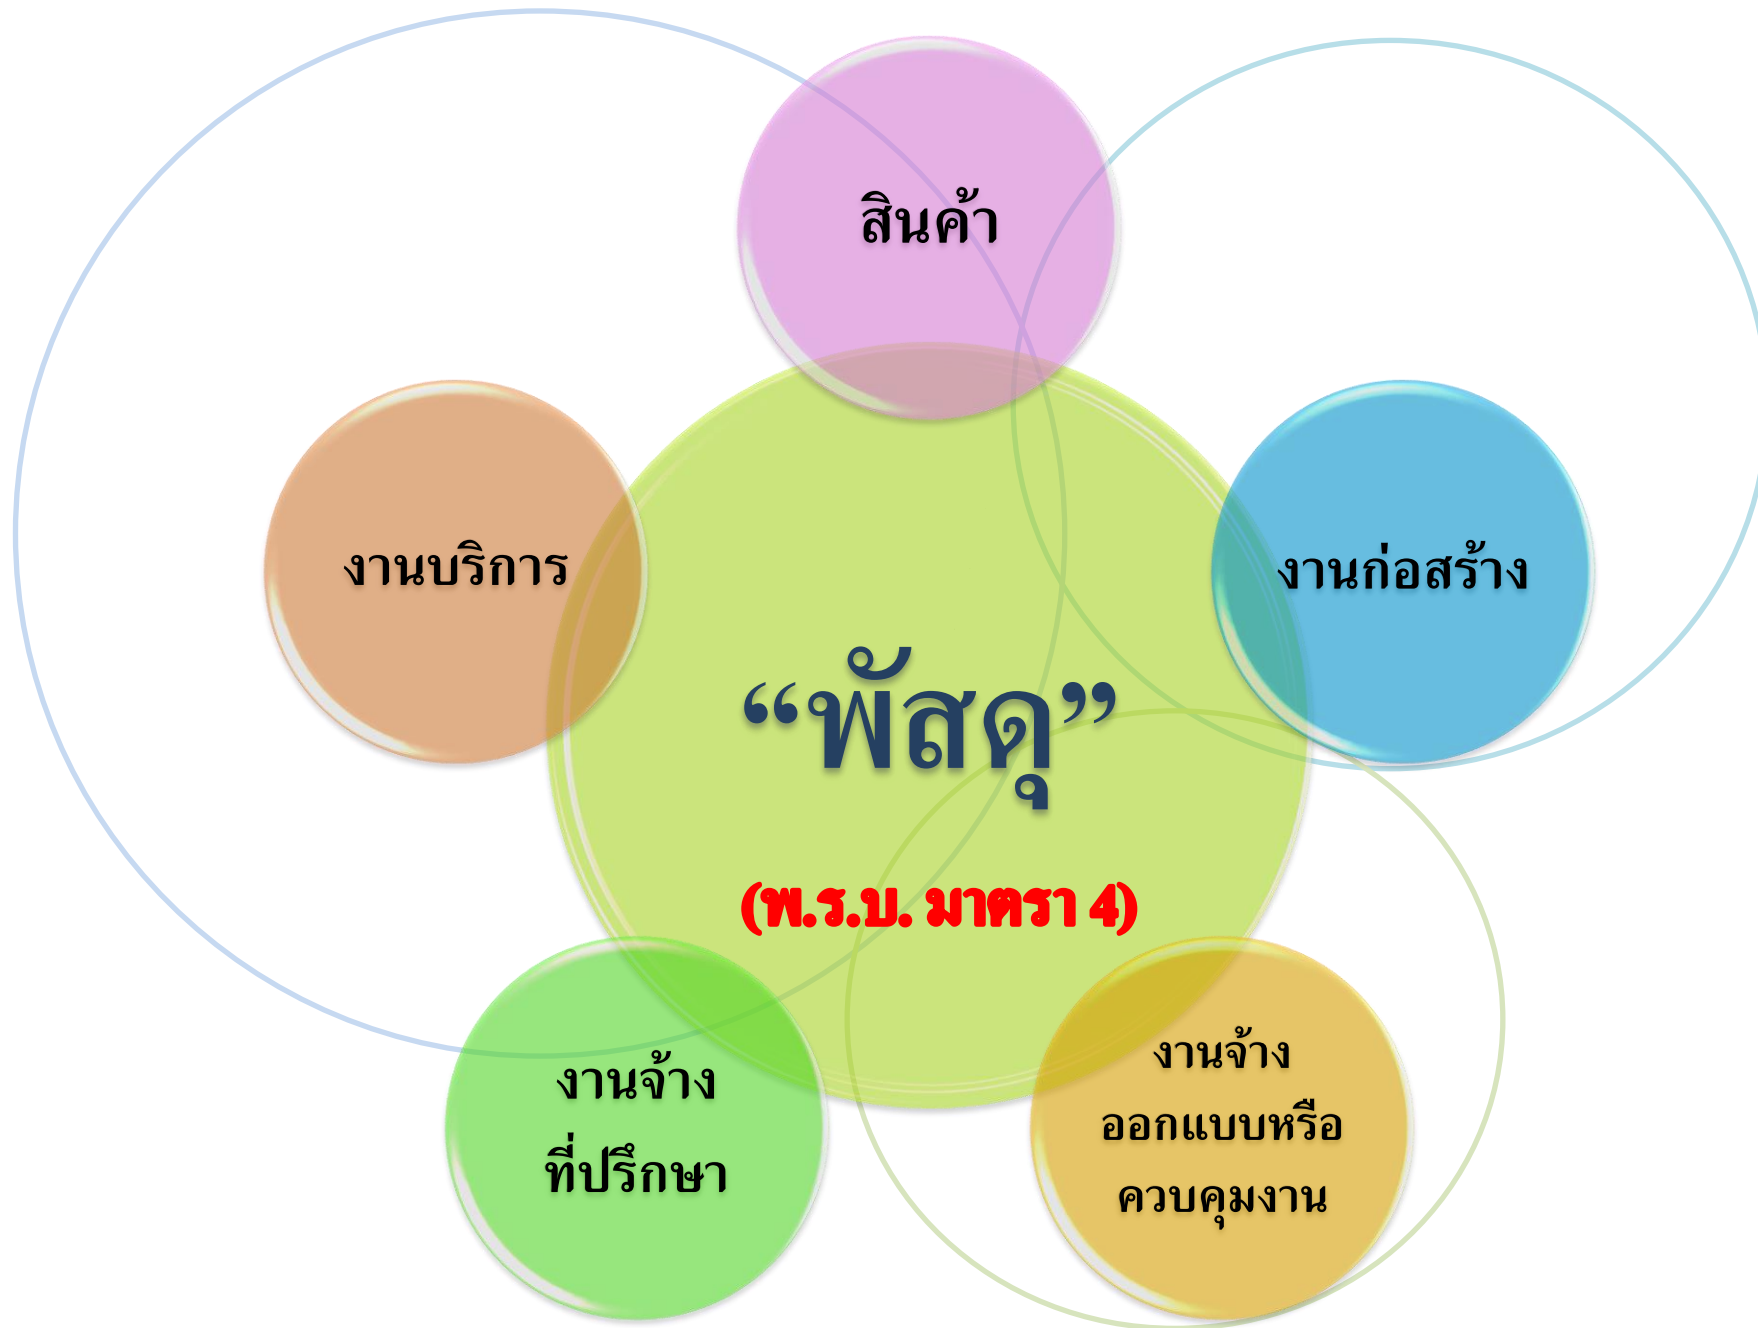 สินค้า
งานบริการ
งานก่อสร้าง
“พัสดุ”
(พ.ร.บ. มาตรา 4)
งานจ้าง
ที่ปรึกษา
งานจ้าง
ออกแบบหรือ
ควบคุมงาน